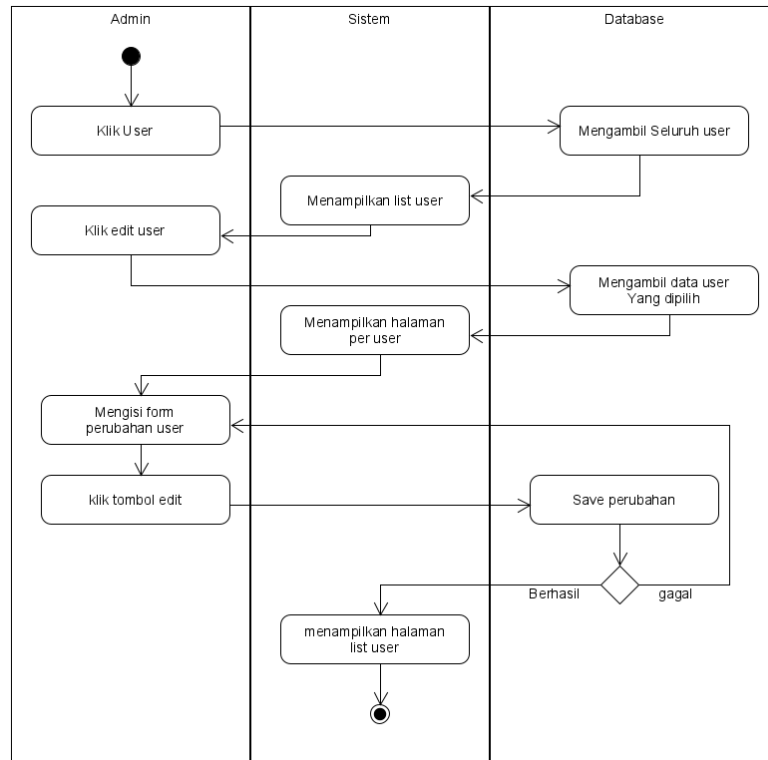 Admin
Sistem
Database
Klik User
Mengambil Seluruh user
Menampilkan list user
Klik edit user
Mengambil data user
Yang dipilih
Menampilkan halaman
per user
Mengisi form
perubahan user
klik tombol edit
Save perubahan
Berhasil
gagal
menampilkan halaman
list user